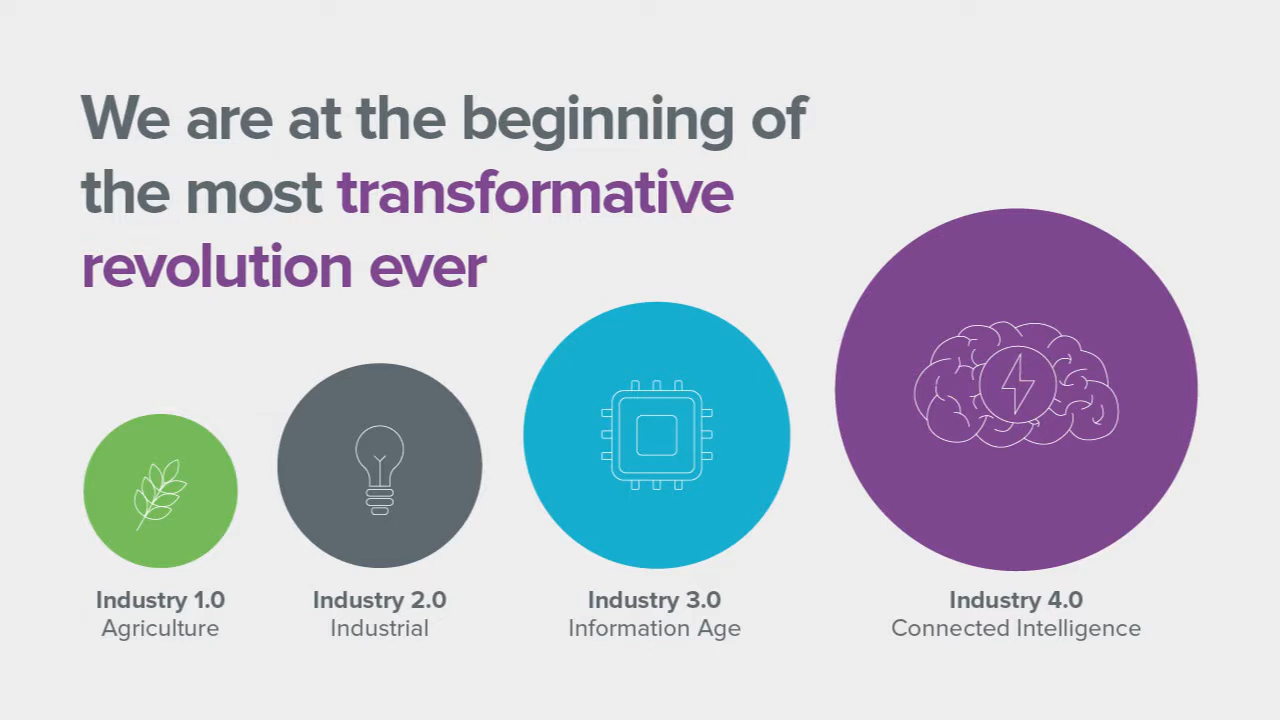 We are at the beginning of
the most transformative
revolution ever
Industry 1.0
Agriculture
Industry 2.0
Industrial
Industry 3.0
Information Age
Industry 4.0
Connected Intelligence